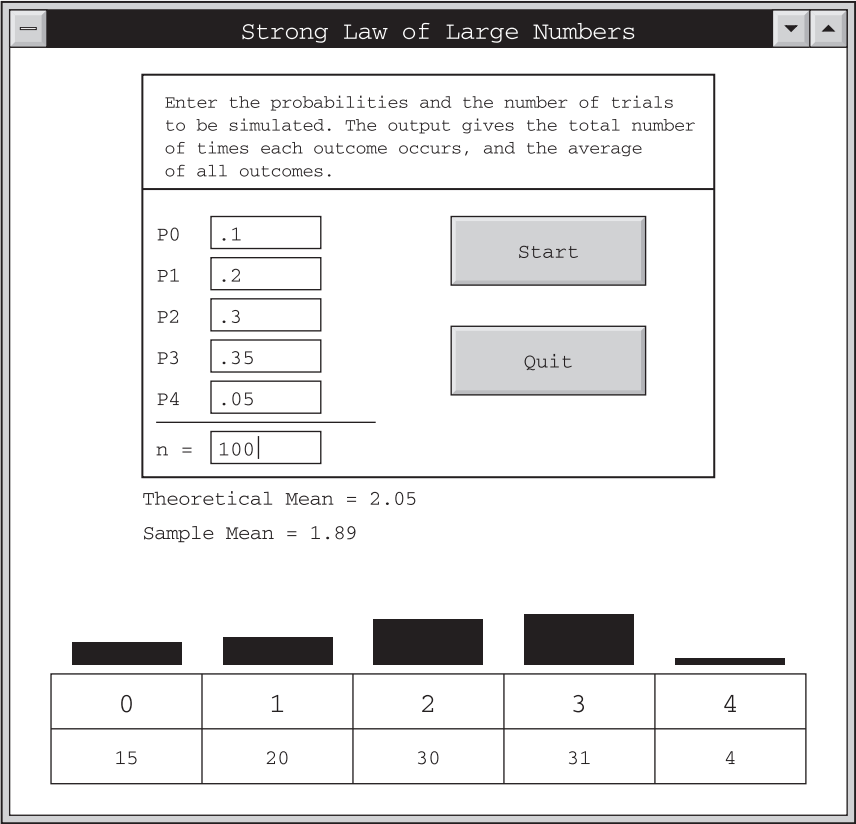 Strong Law of Large Numbers
Enter the probabilities and the number of trials
to be simulated. The output gives the total number
of times each outcome occurs, and the average
of all outcomes.
P0 .1
P1 .2
P2 .3
P3 .35
P4 .05
n = 100
Start
Quit
Theoretical Mean = 2.05
Sample Mean = 1.89
0 1 2 3 4
15 20 30 31 4